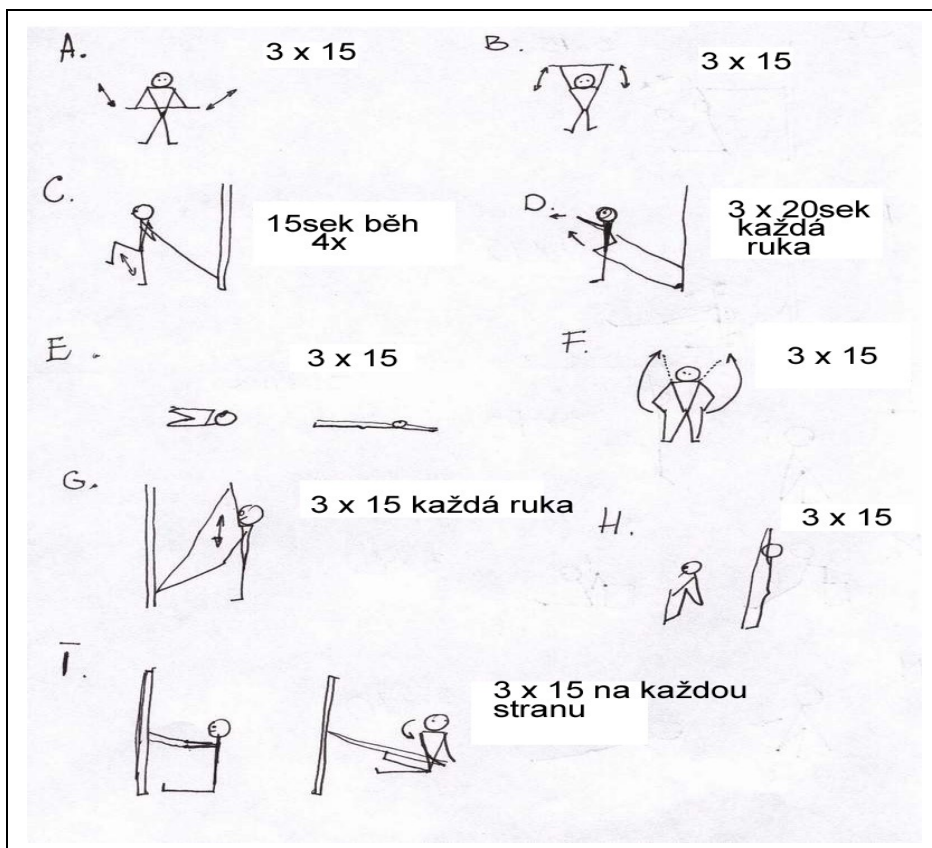 A.
3 x 15
B.
3 x 15
C.
15sek běh
4x
D.
3 x 20sek
každá
ruka
E.
3 x 15
F.
3 x 15
G.
3 x 15 každá ruka
H.
3 x 15
I.
3 x 15 na každou
stranu